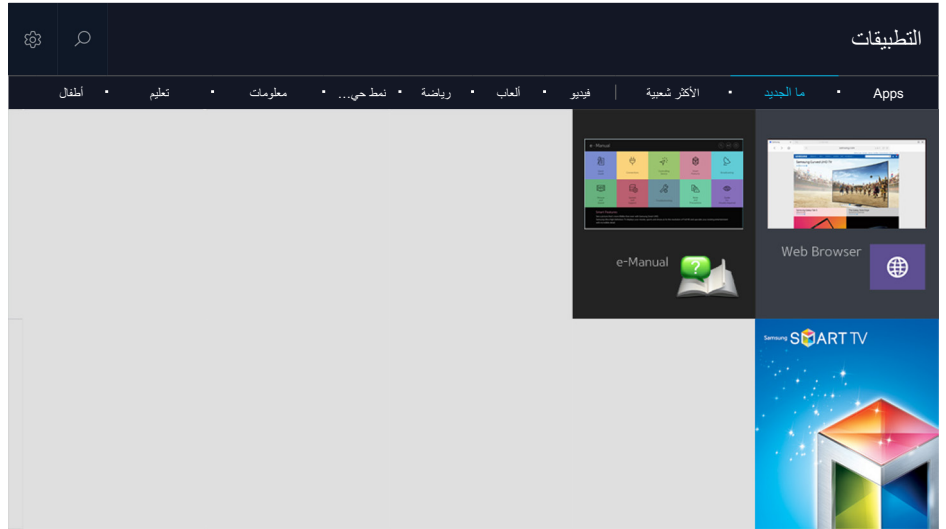 التطبيقات
Apps ▪ ما الجديد ▪ الأكثر شعبية | فيديو ▪ ألعاب ▪ رياضة ▪ نمط حي... ▪ معلومات ▪ تعليم ▪ أطفال
Web Browser
e-Manual
Manual
SAMSUNG SMART TV